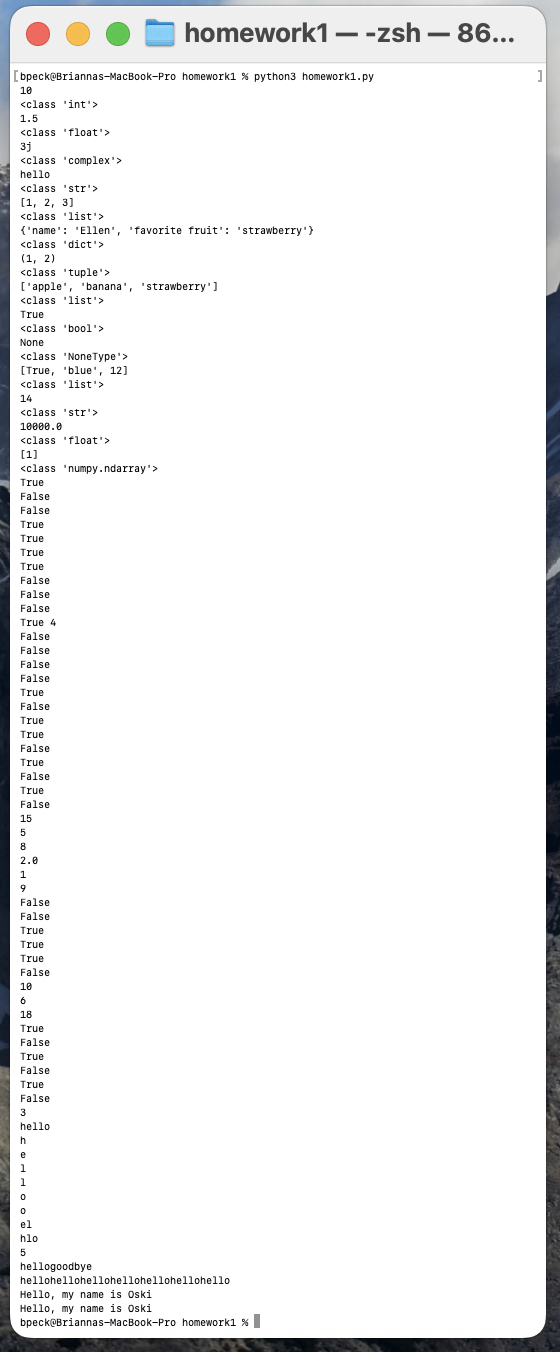 homework1 — -zsh — 86...
[bpeck@Briannas-MacBook-Pro homework1 % python3 homework1.py ]
10
<class 'int'>
1.5
<class 'float'>
3j
<class 'complex'>
hello
<class 'str'>
[1, 2, 3]
<class 'list'>
{'name': 'Ellen', 'favorite fruit': 'strawberry'}
<class 'dict'>
(1, 2)
<class 'tuple'>
['apple', 'banana', 'strawberry']
<class 'list'>
True
<class 'bool'>
None
<class 'NoneType'>
[True, 'blue', 12]
<class 'list'>
14
<class 'str'>
10000.0
<class 'float'>
[1]
<class 'numpy.ndarray'>
True
False
False
True
True
True
True
False
False
False
True 4
False
False
False
False
True
False
True
True
False
True
False
True
False
15
5
8
2.0
1
9
False
False
True
True
True
False
10
6
18
True
False
True
False
True
False
3
hello
h
e
l
l
o
o
el
hlo
5
hellogoodbye
hellohellohellohellohellohellohello
Hello, my name is Oski
Hello, my name is Oski
bpeck@Briannas-MacBook-Pro homework1 %